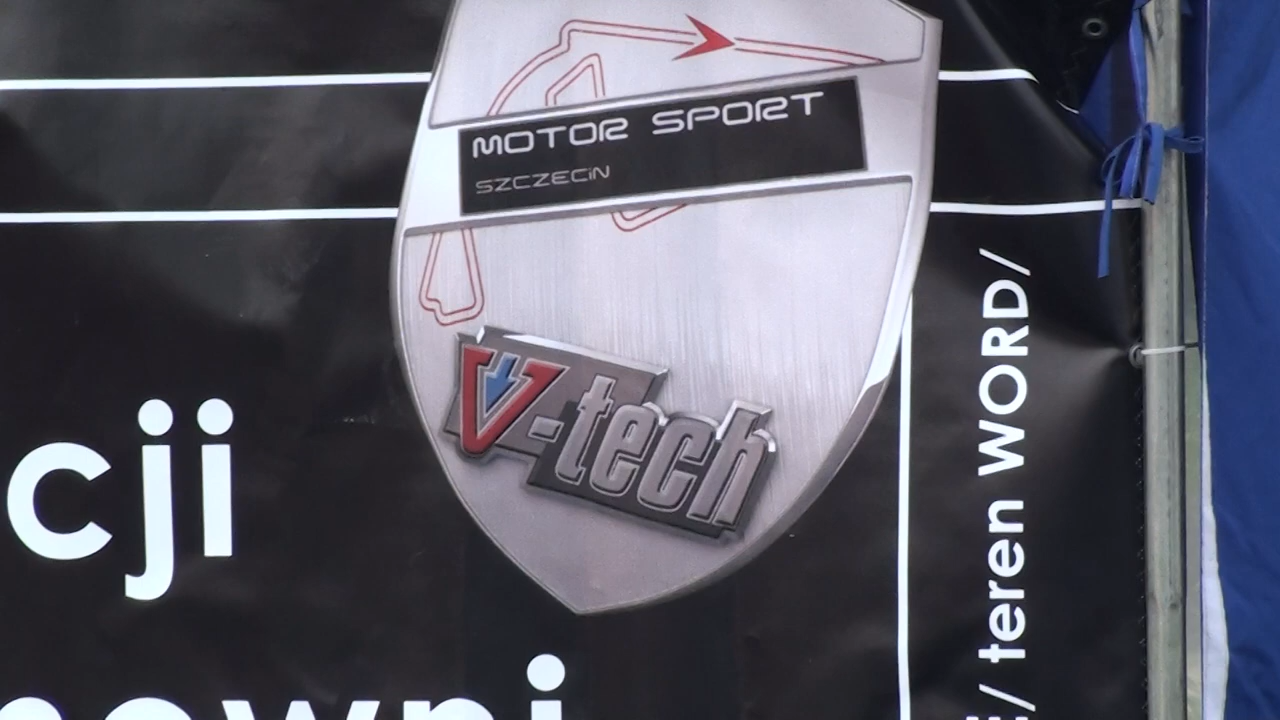 MOTOR SPORT
SZCZECiN
V-tech
cji
/ teren WORD/